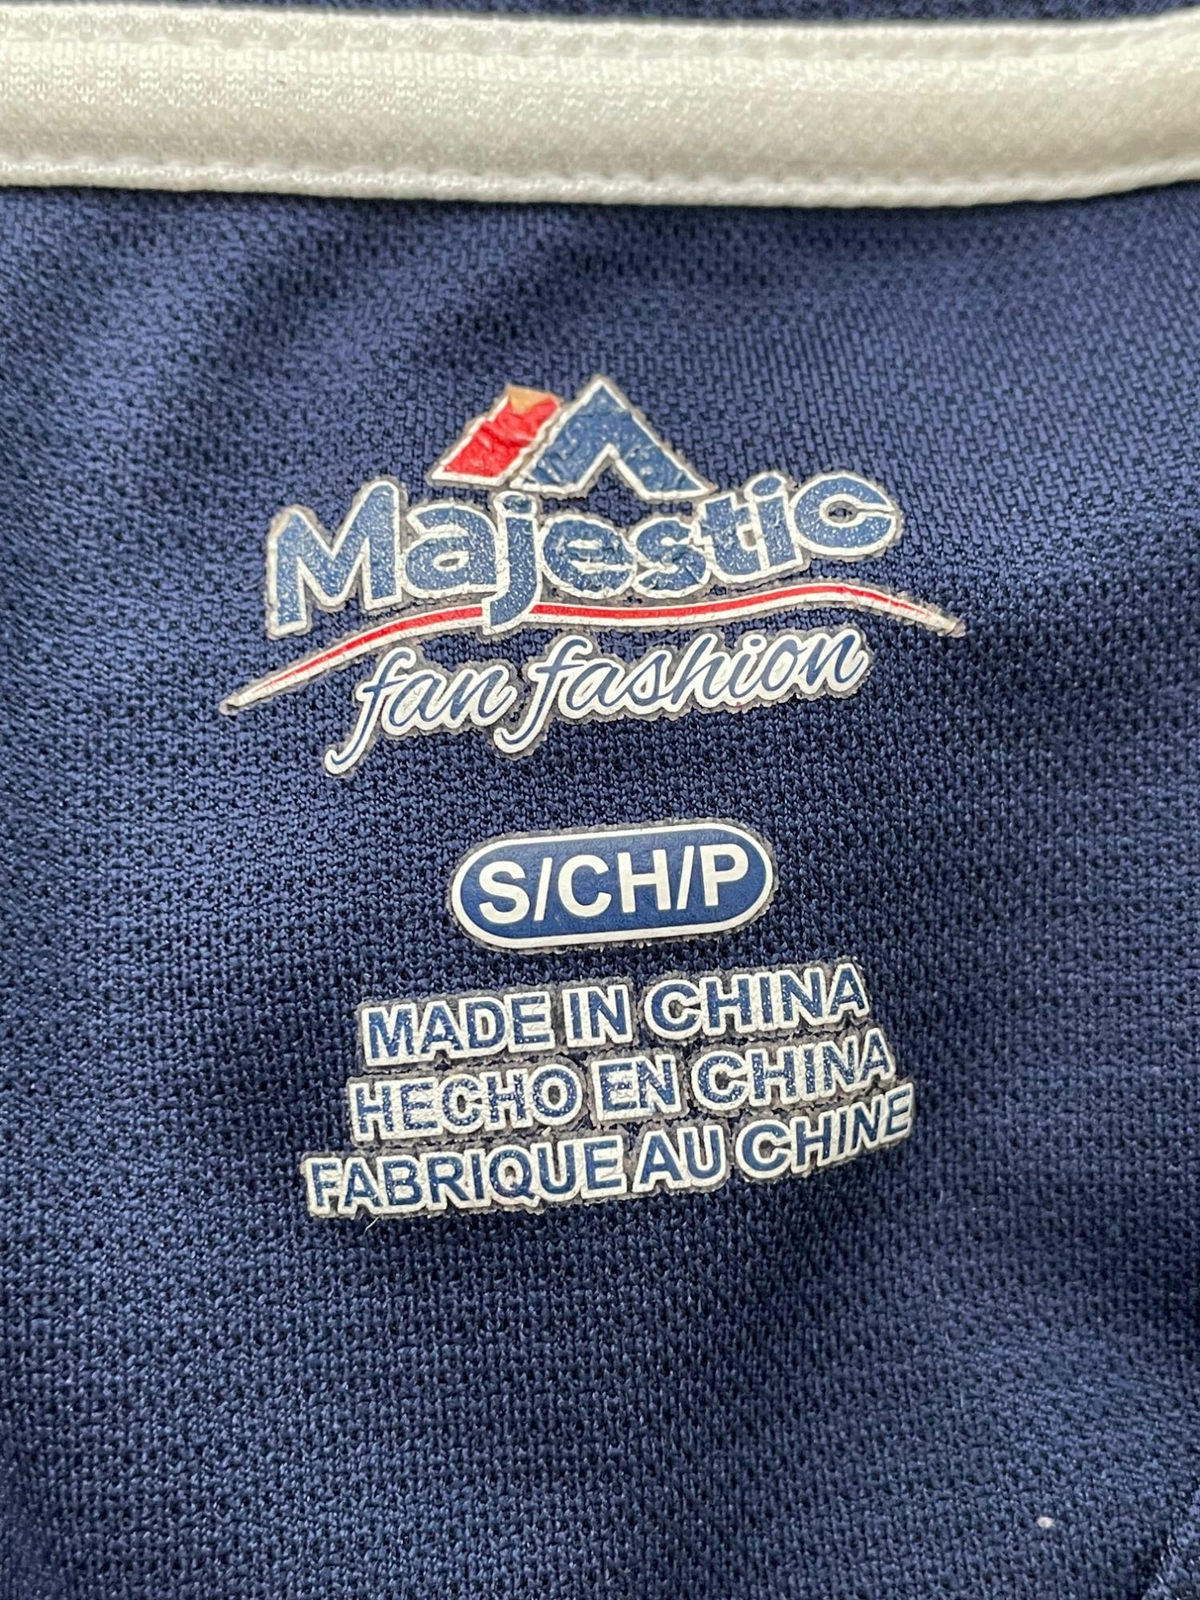 Majestic
fan fashion
S/CH/P
MADE IN CHINA
HECHO EN CHINA
FABRIQUE AU CHINE